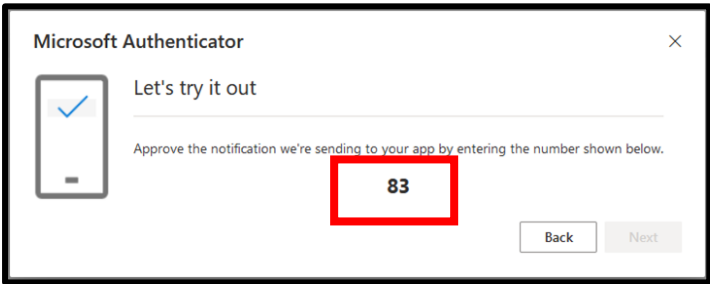 Microsoft Authenticator
Let's try it out
Approve the notification we're sending to your app by entering the number shown below.
83
Back Next